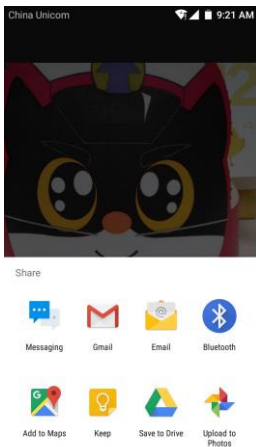 China Unicom 9:21 AM
2
Share
Messaging Gmail Email Bluetooth
Add to Maps Keep Save to Drive Upload to
Photos